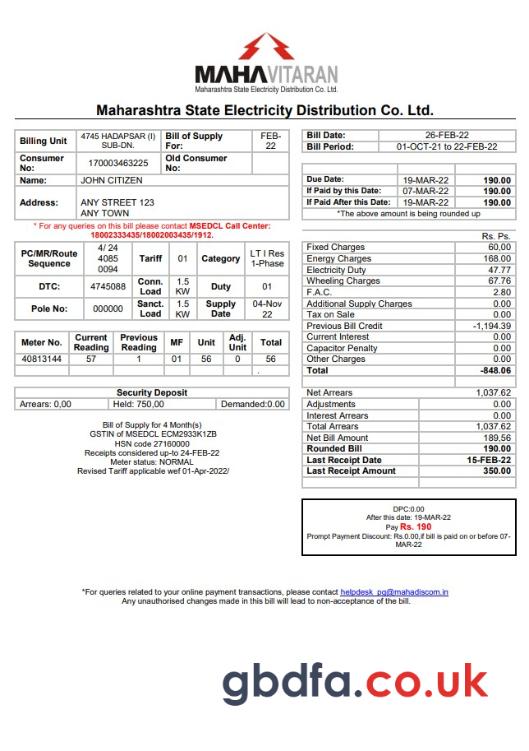 MAHAVITARAN
Maharashtra State Electricity Distribution Co. Ltd.
Maharashtra State Electricity Distribution Co. Ltd.
Billing Unit 4745 HADAPSAR (I) SUB-DN. Bill of Supply For: FEB-22
Consumer No: 170003463225 Old Consumer No:
Name: JOHN CITIZEN
Address: ANY STREET 123
ANY TOWN
* For any queries on this bill please contact MSEDCL Call Center:
18002333435/18002003435/1912.
PC/MR/Route Sequence 4/ 24 4085 0094 Tariff 01 Category LT I Res 1-Phase
DTC: 4745088 Conn. Load 1.5 KW Duty 01
Pole No: 000000 Sanct. Load 1.5 KW Supply Date 04-Nov 22
Meter No. Current Reading Previous Reading MF Unit Adj. Unit Total
40813144 57 1 01 56 0 56
.
Security Deposit
Arrears: 0,00 Held: 750,00 Demanded:0.00
Bill of Supply for 4 Month(s)
GSTIN of MSEDCL ECM2933K1ZB
HSN code 27160000
Receipts considered up-to 24-FEB-22
Meter status: NORMAL
Revised Tariff applicable wef 01-Apr-2022/
Bill Date: 26-FEB-22
Bill Period: 01-OCT-21 to 22-FEB-22
Due Date: 19-MAR-22 190.00
If Paid by this Date: 07-MAR-22 190.00
If Paid After this Date: 19-MAR-22 190.00
*The above amount is being rounded up
Rs. Ps.
Fixed Charges 60,00
Energy Charges 168.00
Electricity Duty 47.77
Wheeling Charges 67.76
F.A.C. 2.80
Additional Supply Charges 0.00
Tax on Sale 0.00
Previous Bill Credit -1,194.39
Current Interest 0.00
Capacitor Penalty 0.00
Other Charges 0.00
Total -848.06
Net Arrears 1,037.62
Adjustments 0.00
Interest Arrears 0.00
Total Arrears 1,037.62
Net Bill Amount 189,56
Rounded Bill 190.00
Last Receipt Date 15-FEB-22
Last Receipt Amount 350.00
DPC:0.00
After this date: 19-MAR-22
Pay Rs. 190
Prompt Payment Discount: Rs.0.00,if bill is paid on or before 07-
MAR-22
*For queries related to your online payment transactions, please contact helpdesk_pg@mahadiscom.in
Any unauthorised changes made in this bill will lead to non-acceptance of the bill.
gbdfa.co.uk